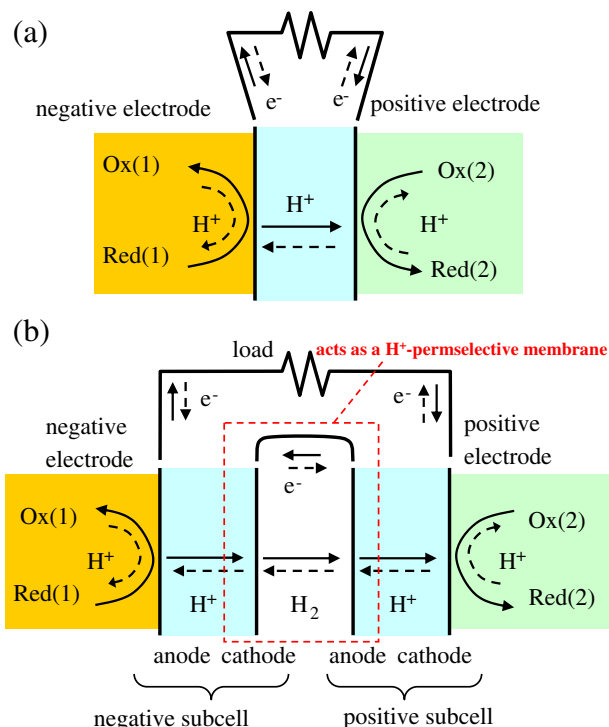 (a)
e⁻ e⁻
negative electrode positive electrode
Ox(1) Ox(2)
H⁺ H⁺ H⁺
Red(1) Red(2)
(b)
load acts as a H⁺-permselective membrane
e⁻ e⁻
negative electrode
positive electrode
e⁻
Ox(1) Ox(2)
H⁺ H⁺
Red(1) H⁺ H₂ H⁺ Red(2)
anode cathode anode cathode
negative subcell positive subcell